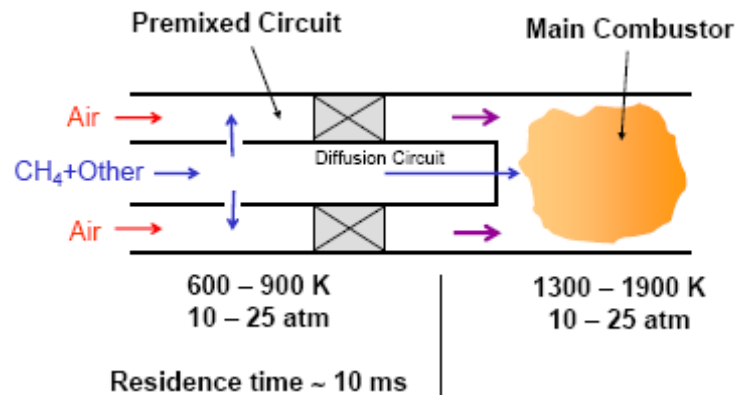 Premixed Circuit
Main Combustor
Air
Diffusion Circuit
CH₄+Other
Air
600 – 900 K
10 – 25 atm
1300 – 1900 K
10 – 25 atm
Residence time ~ 10 ms